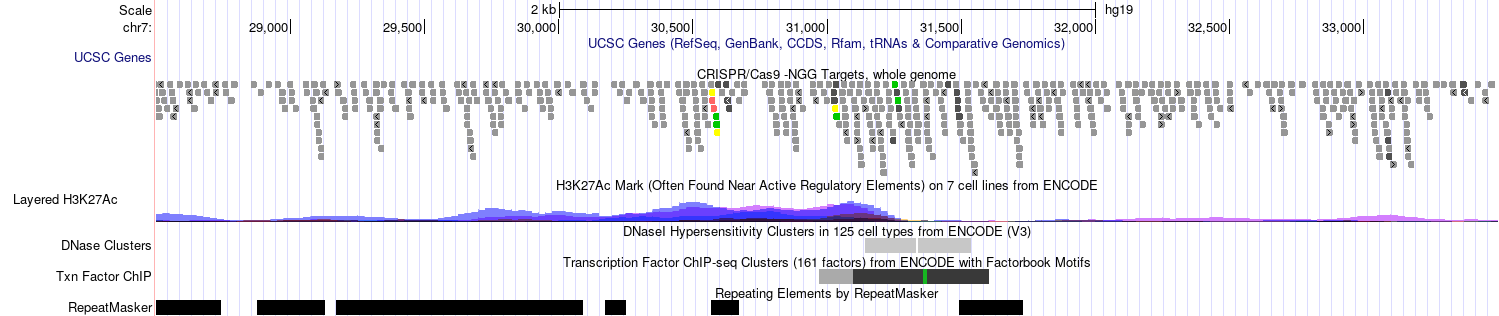 Scale 2 kb hg19
chr7: 29,000 29,500 30,000 30,500 31,000 31,500 32,000 32,500 33,000
UCSC Genes (RefSeq, GenBank, CCDS, Rfam, tRNAs & Comparative Genomics)
UCSC Genes
CRISPR/Cas9 -NGG Targets, whole genome
H3K27Ac Mark (Often Found Near Active Regulatory Elements) on 7 cell lines from ENCODE
Layered H3K27Ac
DNaseI Hypersensitivity Clusters in 125 cell types from ENCODE (V3)
DNase Clusters
Transcription Factor ChIP-seq Clusters (161 factors) from ENCODE with Factorbook Motifs
Txn Factor ChIP
Repeating Elements by RepeatMasker
RepeatMasker